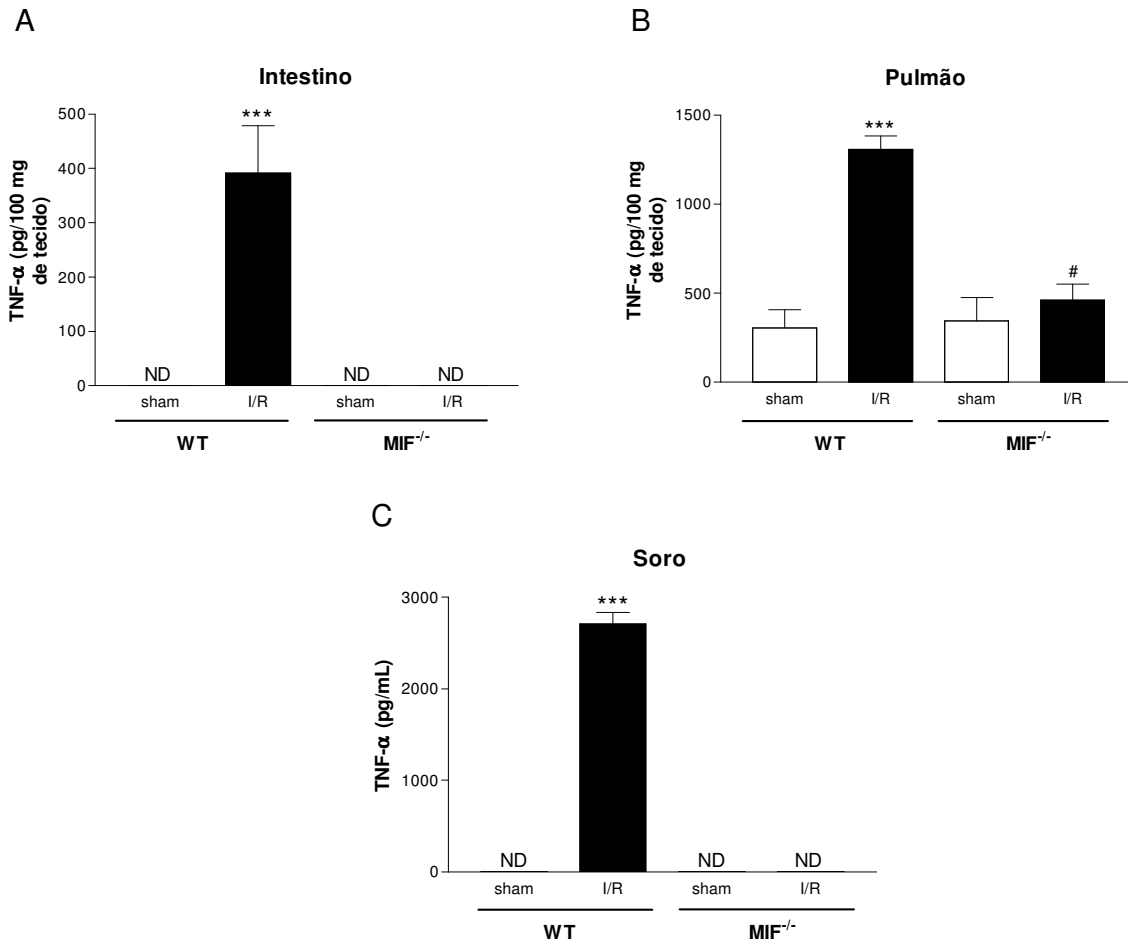 A
Intestino
TNF-α (pg/100 mg
de tecido)
500
400
300
200
100
0
***
ND
ND
ND
sham
I/R
sham
I/R
WT
MIF-/-
B
Pulmão
TNF-α (pg/100 mg
de tecido)
1500
1000
500
0
***
#
sham
I/R
sham
I/R
WT
MIF-/-
C
Soro
TNF-α (pg/mL)
3000
2000
1000
0
***
ND
ND
ND
sham
I/R
sham
I/R
WT
MIF-/-